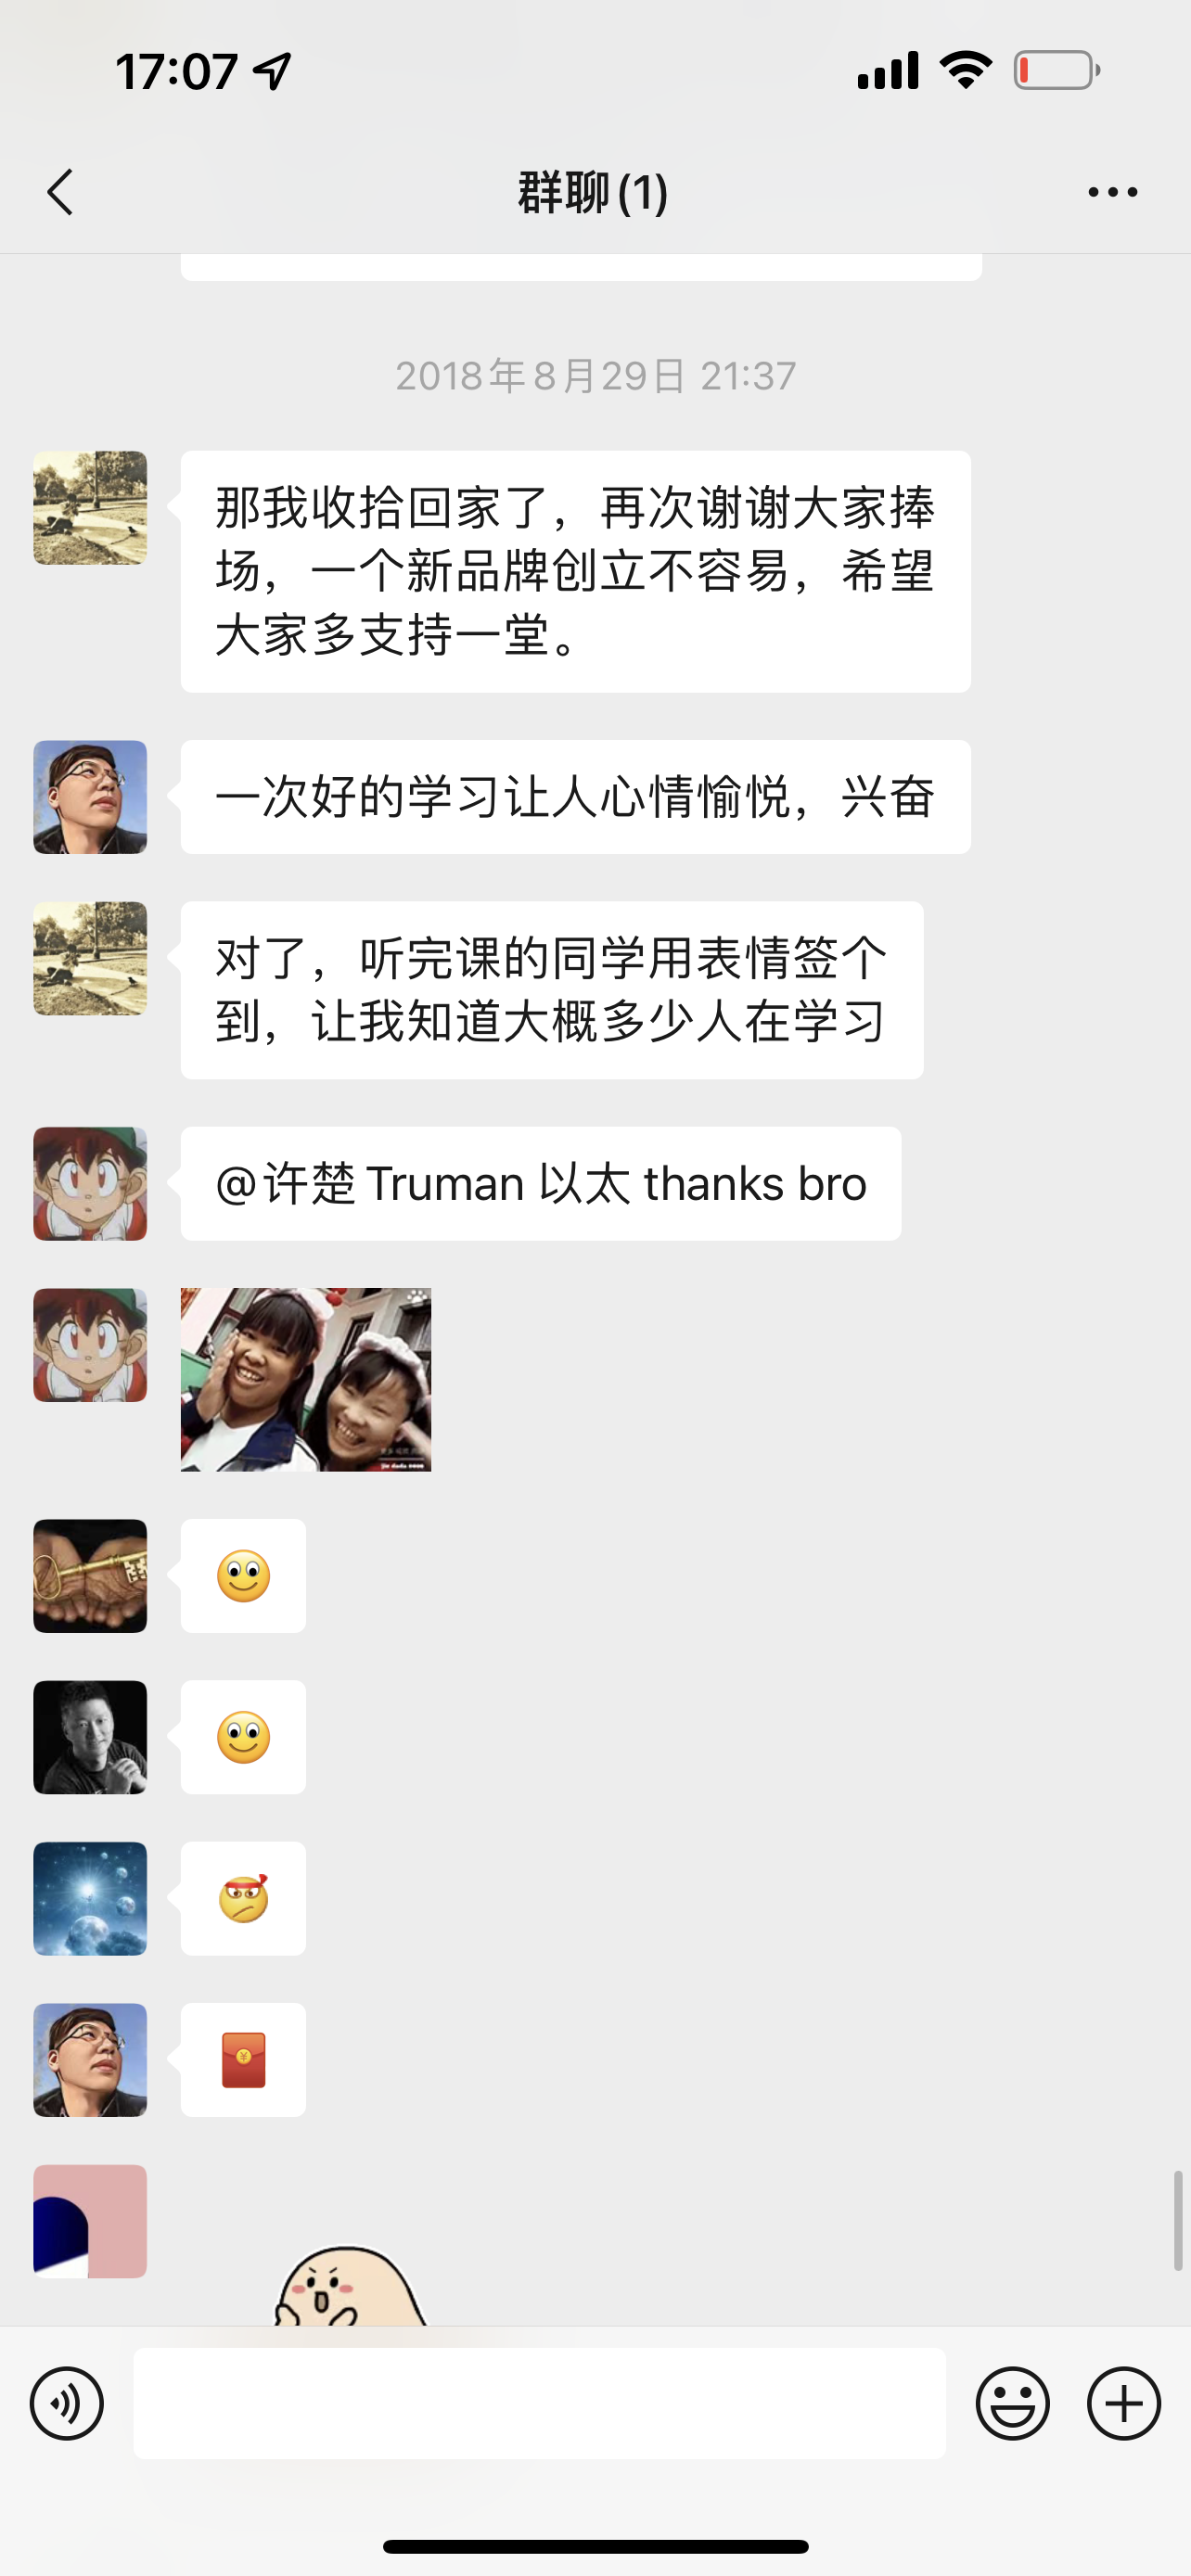 17:07
群聊(1)
2018年8月29日 21:37
那我收拾回家了，再次谢谢大家捧
场，一个新品牌创立不容易，希望
大家多支持一堂。
一次好的学习让人心情愉悦，兴奋
对了，听完课的同学用表情签个
到，让我知道大概多少人在学习
@许楚 Truman 以太 thanks bro